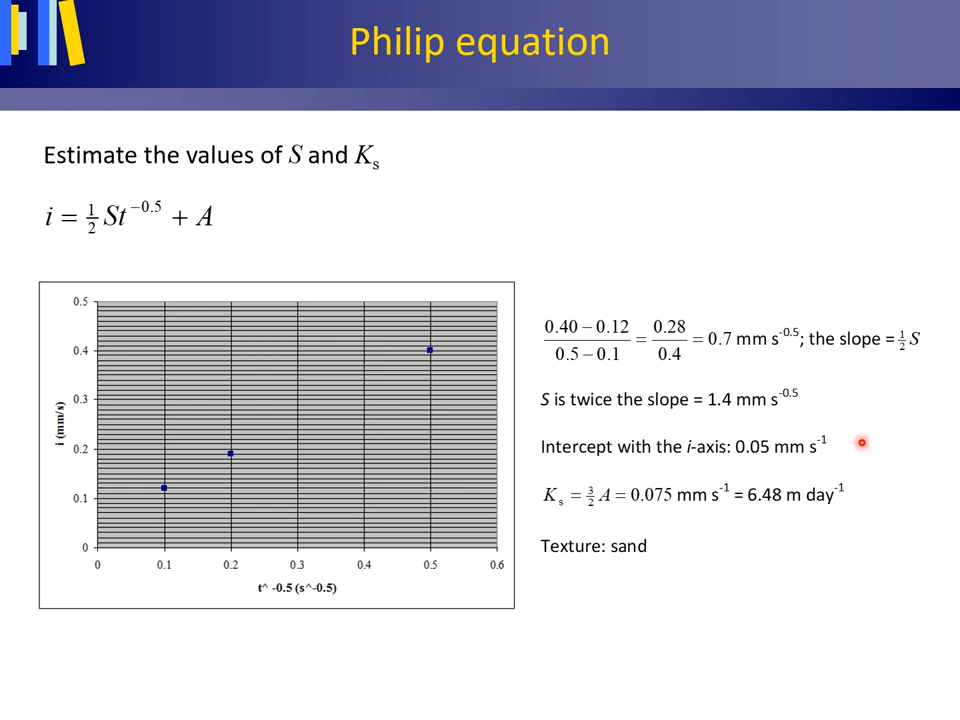 Philip equation
Estimate the values of S and Ks
i = 1/2 St^−0.5 + A
0.5
0.4
0.3
0.2
0.1
0
i (mm/s)
0 0.1 0.2 0.3 0.4 0.5 0.6
t^ -0.5 (s^-0.5)
(0.40 − 0.12)/(0.5 − 0.1) = 0.28/0.4 = 0.7 mm s^-0.5; the slope = 1/2 S
S is twice the slope = 1.4 mm s^-0.5
Intercept with the i-axis: 0.05 mm s^-1
Ks = 3/2 A = 0.075 mm s^-1 = 6.48 m day^-1
Texture: sand